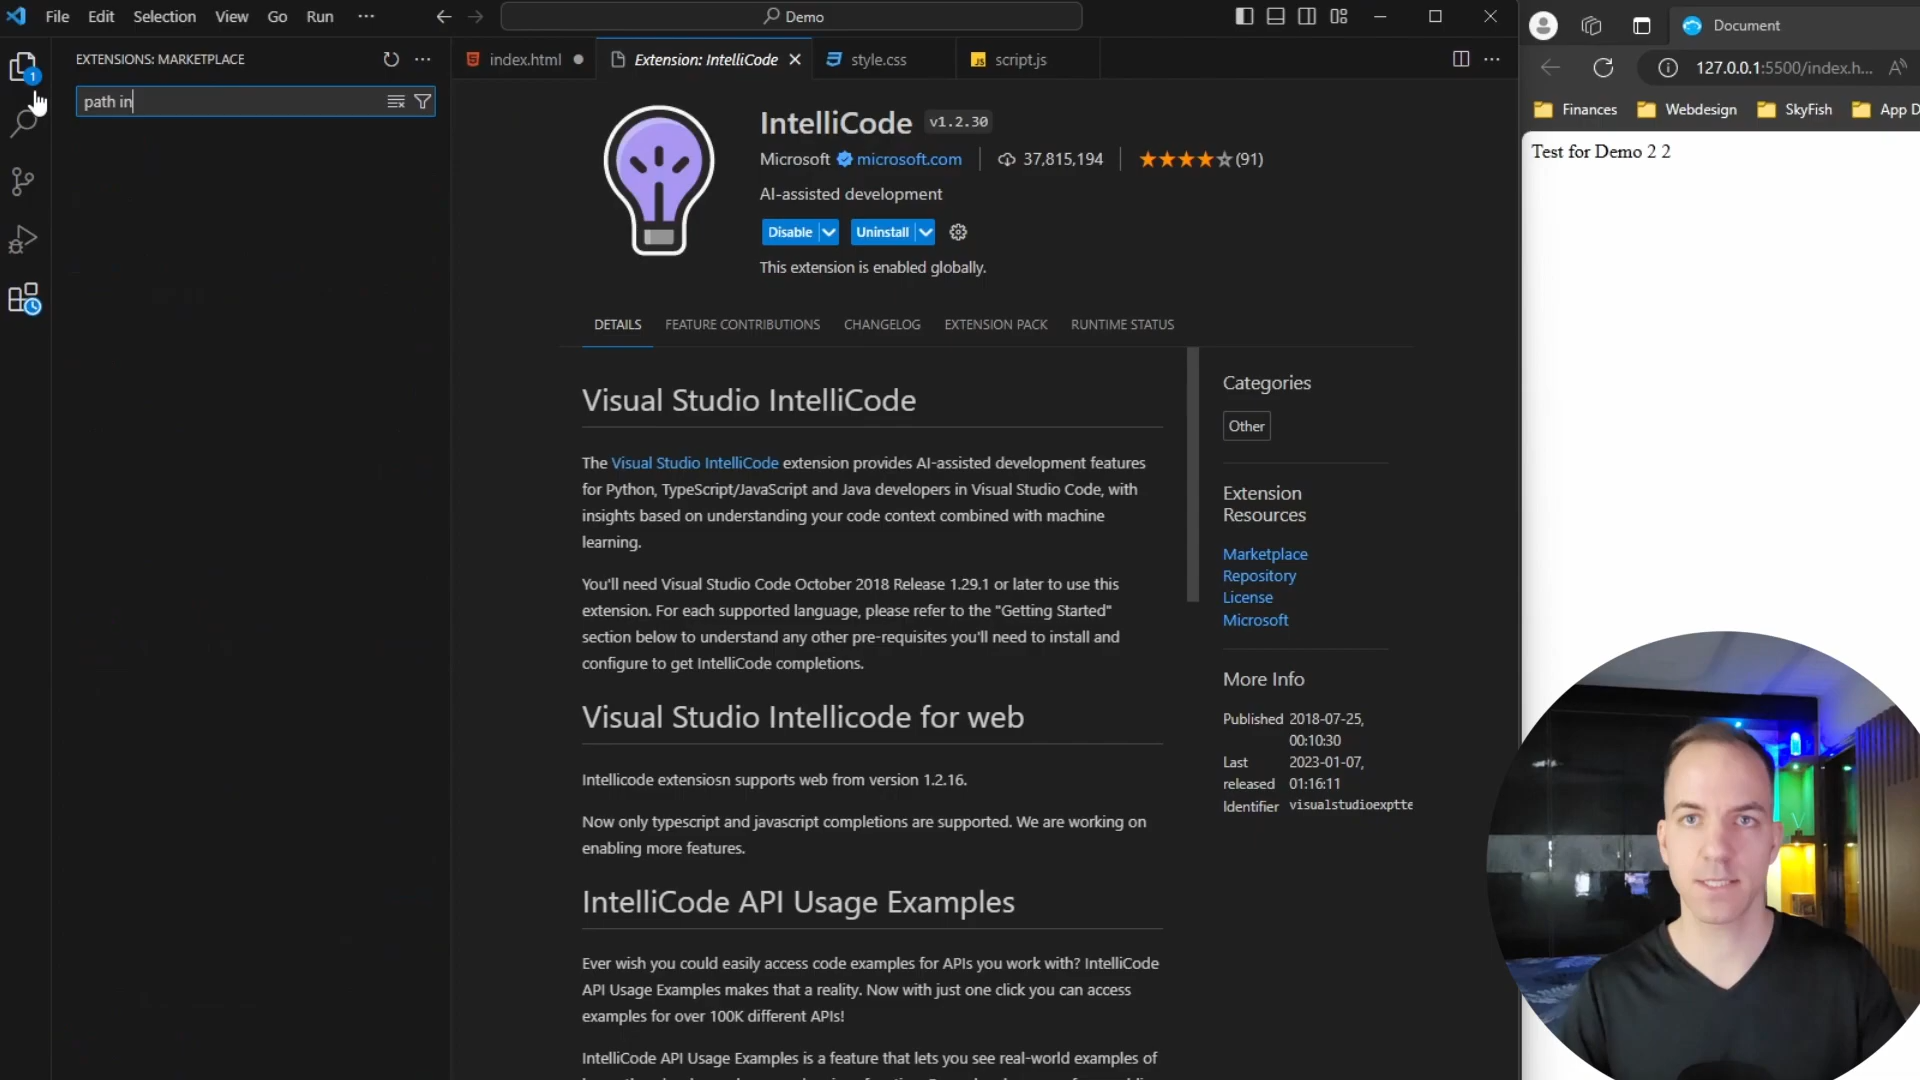 File Edit Selection View Go Run ···
Demo
Document
127.0.0.1:5500/index.h...
Finances
Webdesign
SkyFish
App D
Test for Demo 2 2
EXTENSIONS: MARKETPLACE
1
path in
index.html
Extension: IntelliCode
style.css
JS script.js
IntelliCode v1.2.30
Microsoft microsoft.com 37,815,194 (91)
AI-assisted development
Disable
Uninstall
This extension is enabled globally.
DETAILS FEATURE CONTRIBUTIONS CHANGELOG EXTENSION PACK RUNTIME STATUS
Visual Studio IntelliCode
The Visual Studio IntelliCode extension provides AI-assisted development features
for Python, TypeScript/JavaScript and Java developers in Visual Studio Code, with
insights based on understanding your code context combined with machine
learning.
You'll need Visual Studio Code October 2018 Release 1.29.1 or later to use this
extension. For each supported language, please refer to the "Getting Started"
section below to understand any other pre-requisites you'll need to install and
configure to get IntelliCode completions.
Visual Studio Intellicode for web
Intellicode extensiosn supports web from version 1.2.16.
Now only typescript and javascript completions are supported. We are working on
enabling more features.
IntelliCode API Usage Examples
Ever wish you could easily access code examples for APIs you work with? IntelliCode
API Usage Examples makes that a reality. Now with just one click you can access
examples for over 100K different APIs!
IntelliCode API Usage Examples is a feature that lets you see real-world examples of
Categories
Other
Extension
Resources
Marketplace
Repository
License
Microsoft
More Info
Published 2018-07-25,
00:10:30
Last 2023-01-07,
released 01:16:11
Identifier visualstudioexptte